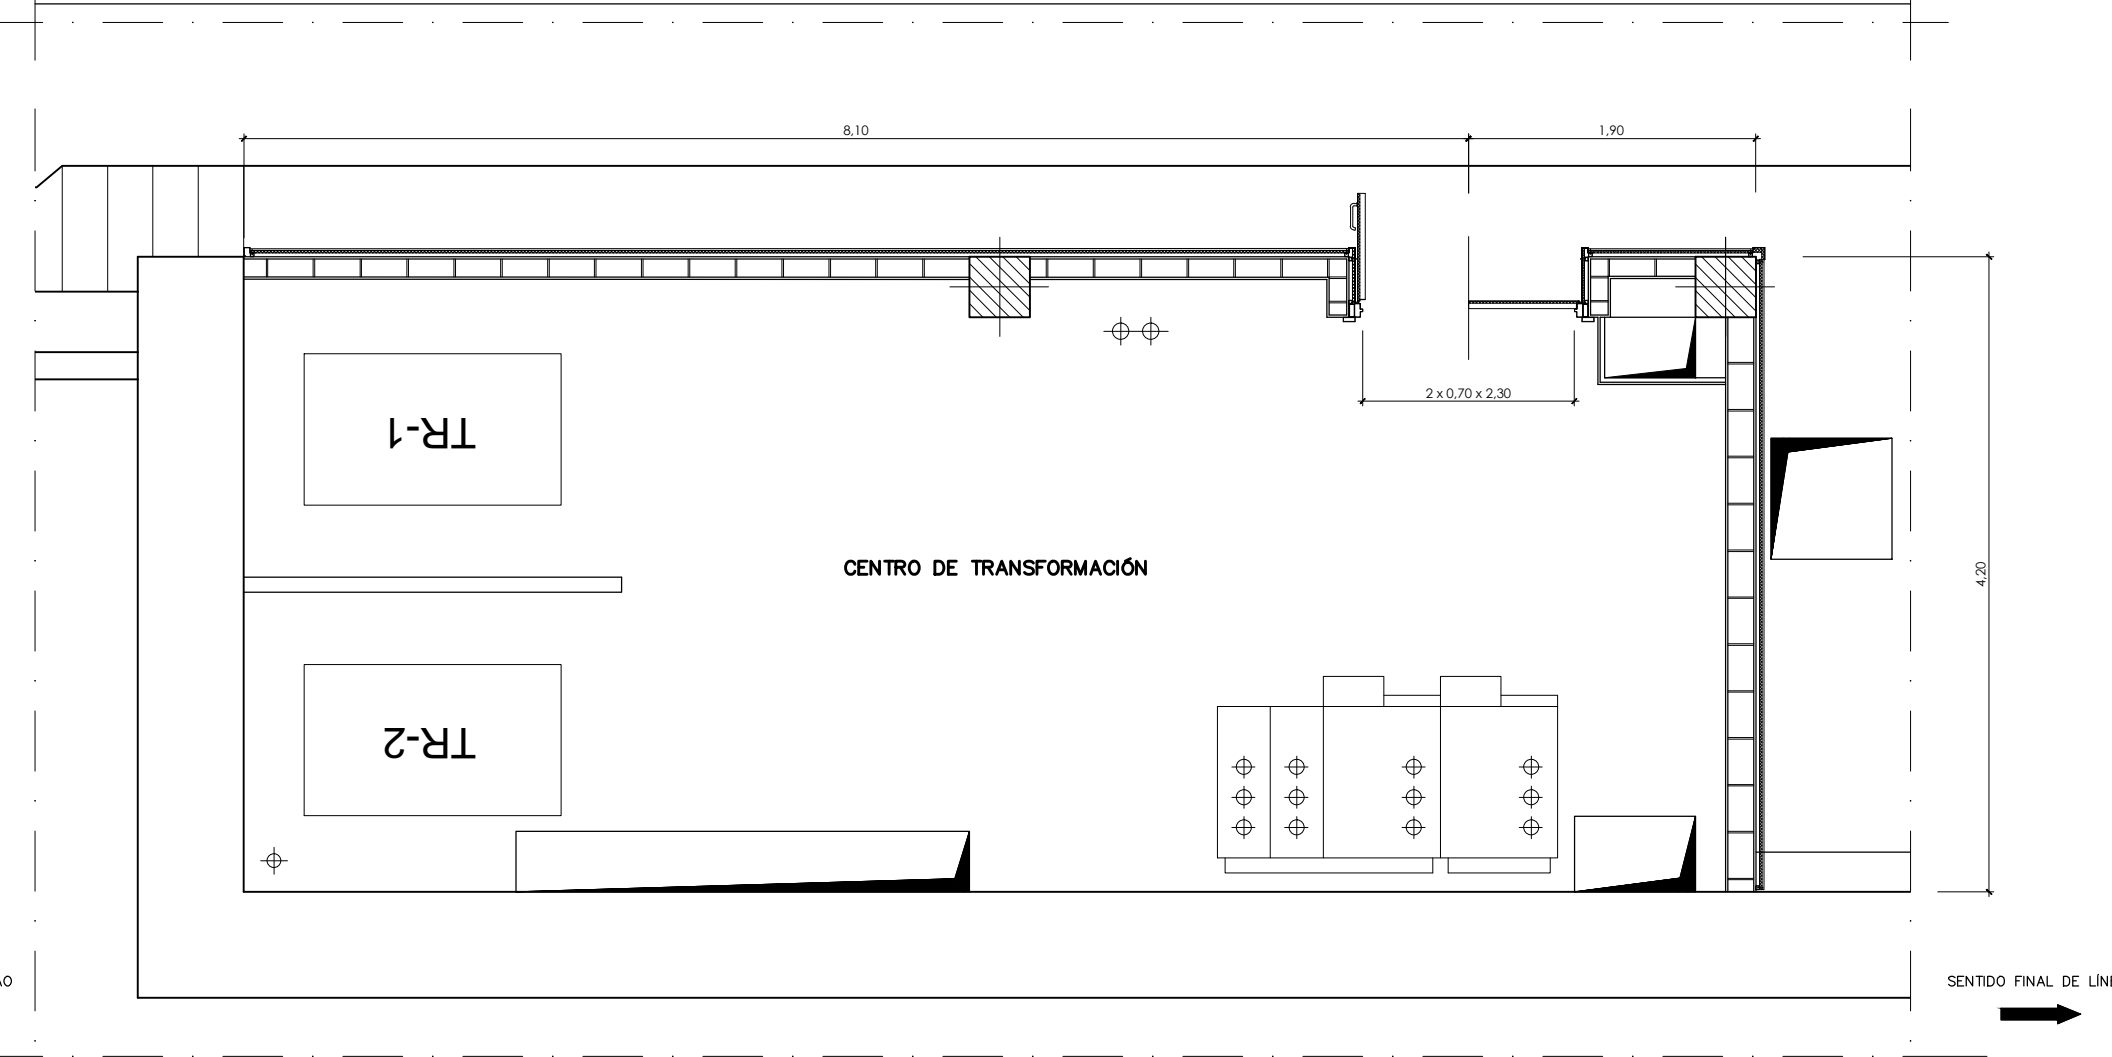 8,10
1,90
2 x 0,70 x 2,30
TR-1
CENTRO DE TRANSFORMACIÓN
4,20
TR-2
SENTIDO FINAL DE